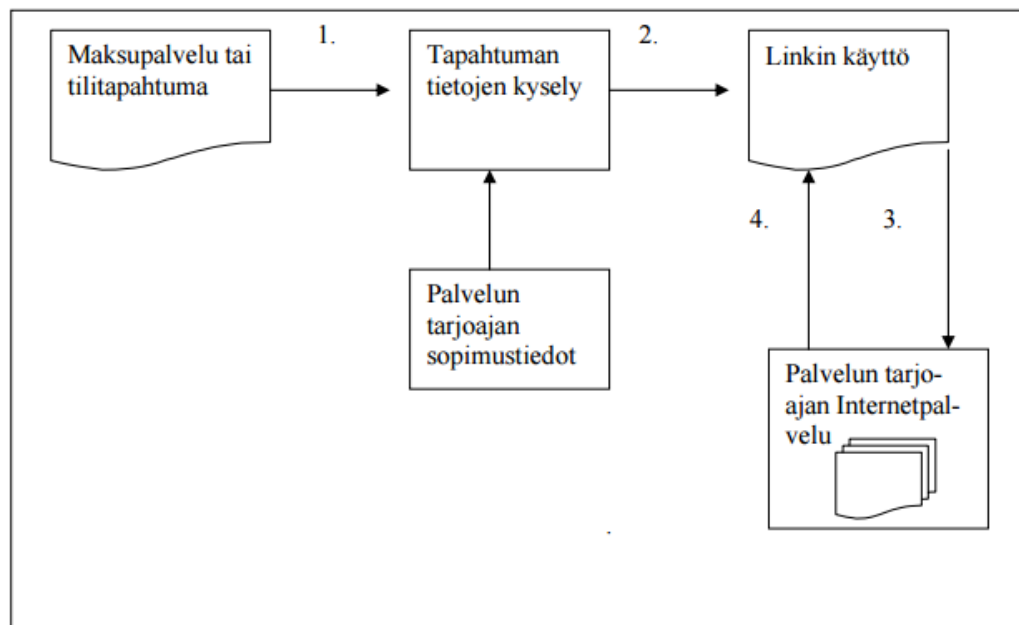 Maksupalvelu tai
tilitapahtuma
1.
Tapahtuman
tietojen kysely
2.
Linkin käyttö
4.
3.
Palvelun
tarjoajan
sopimustiedot
Palvelun tarjo-
ajan Internetpal-
velu
.